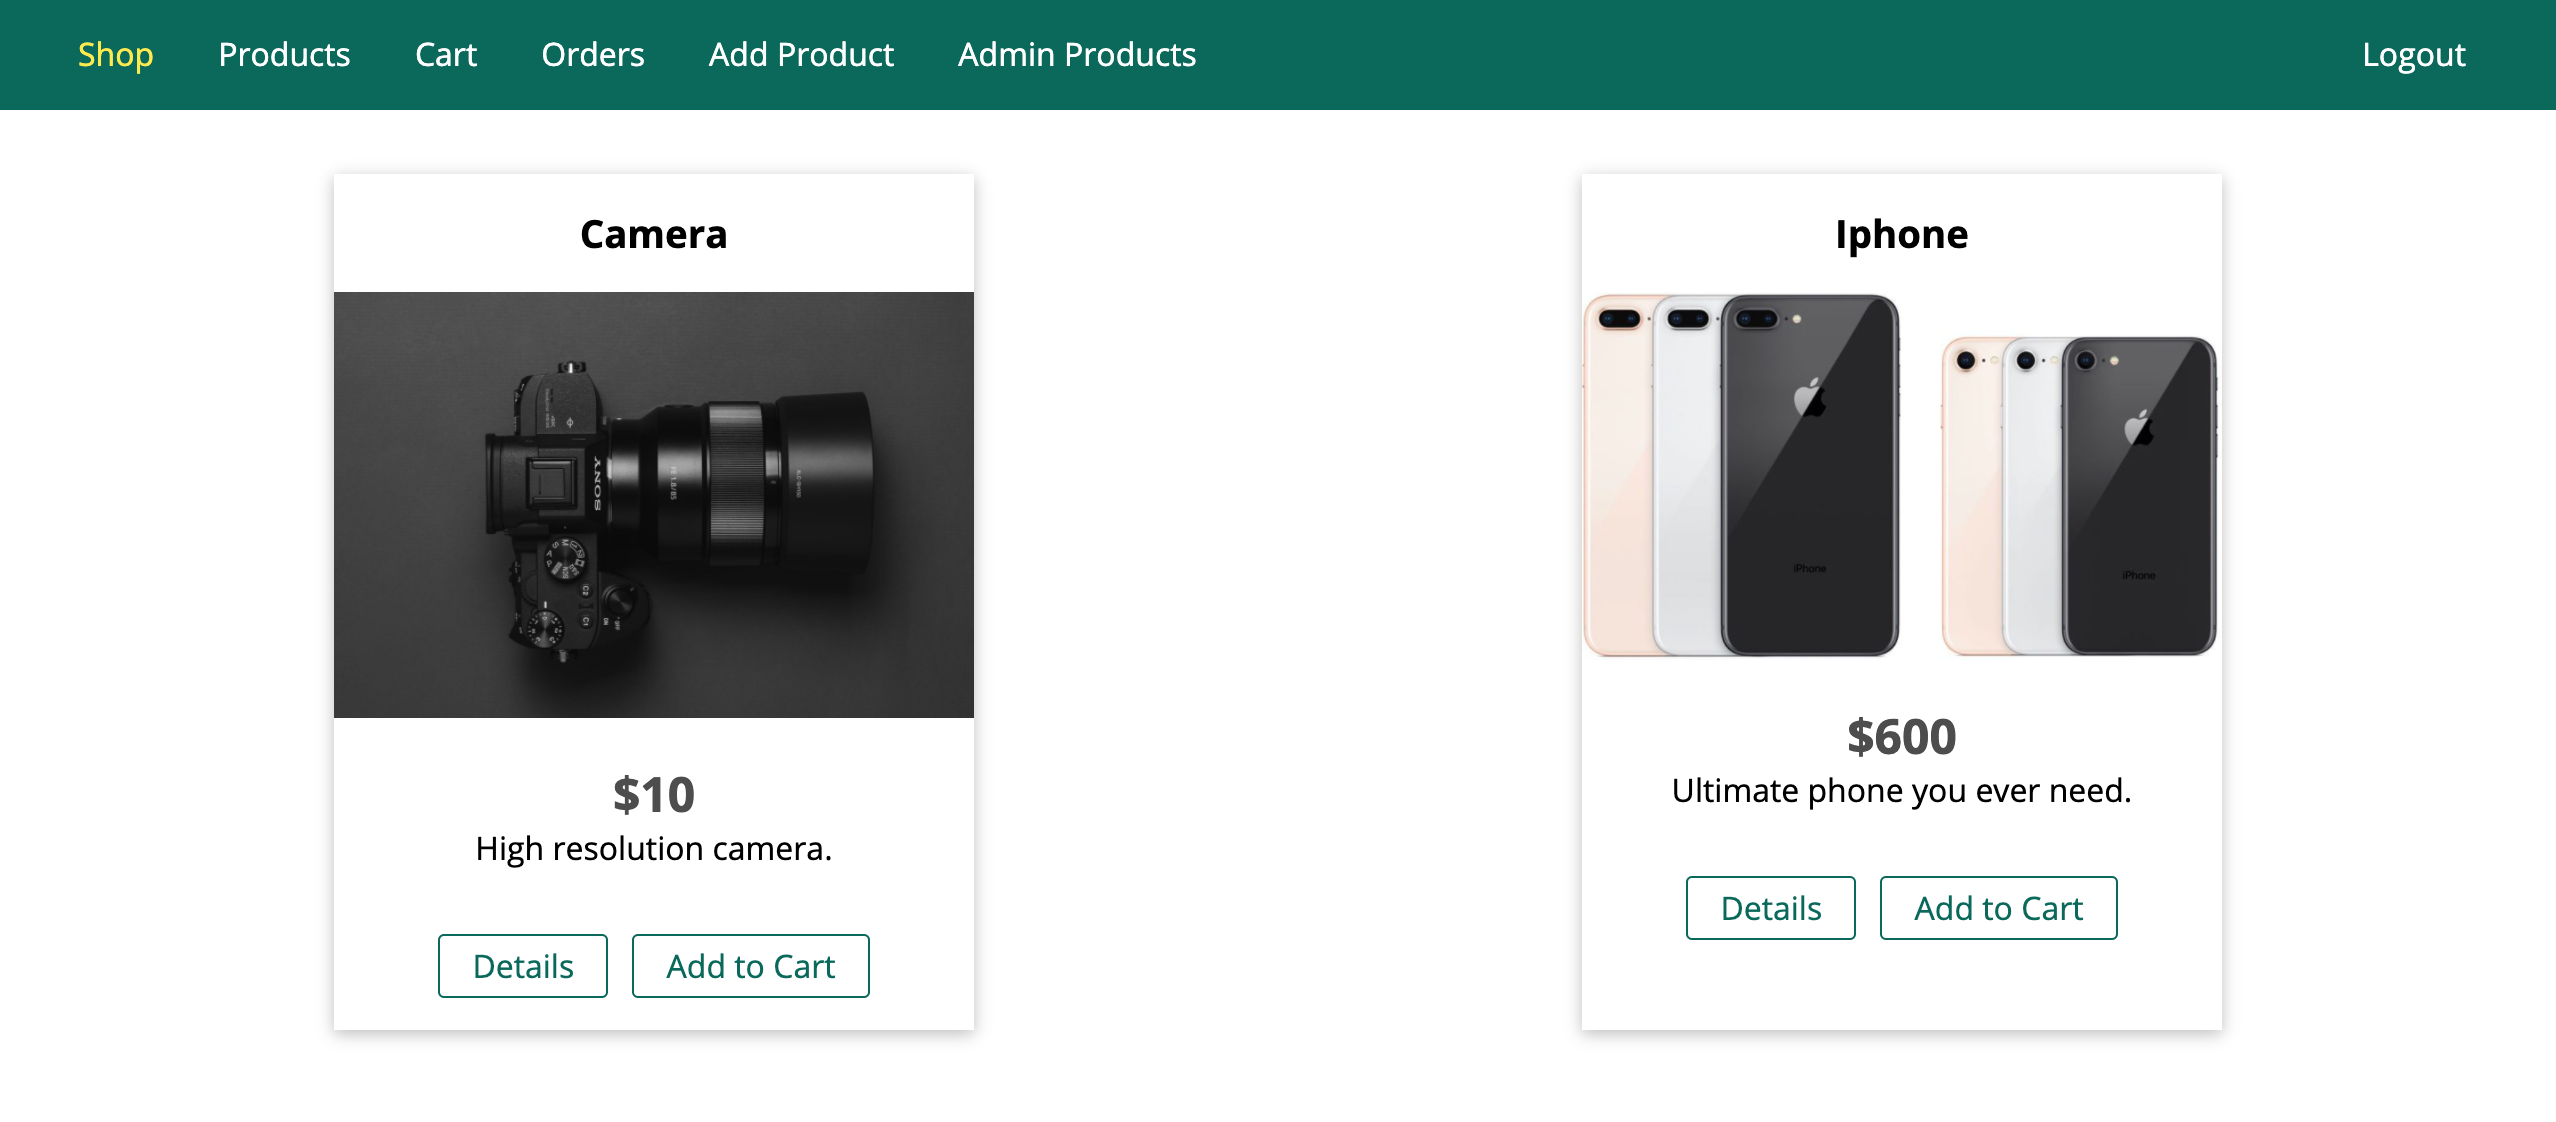 Shop Products Cart Orders Add Product Admin Products Logout
Camera
SONY
$10
High resolution camera.
Details Add to Cart
Iphone
iPhone
iPhone
$600
Ultimate phone you ever need.
Details Add to Cart